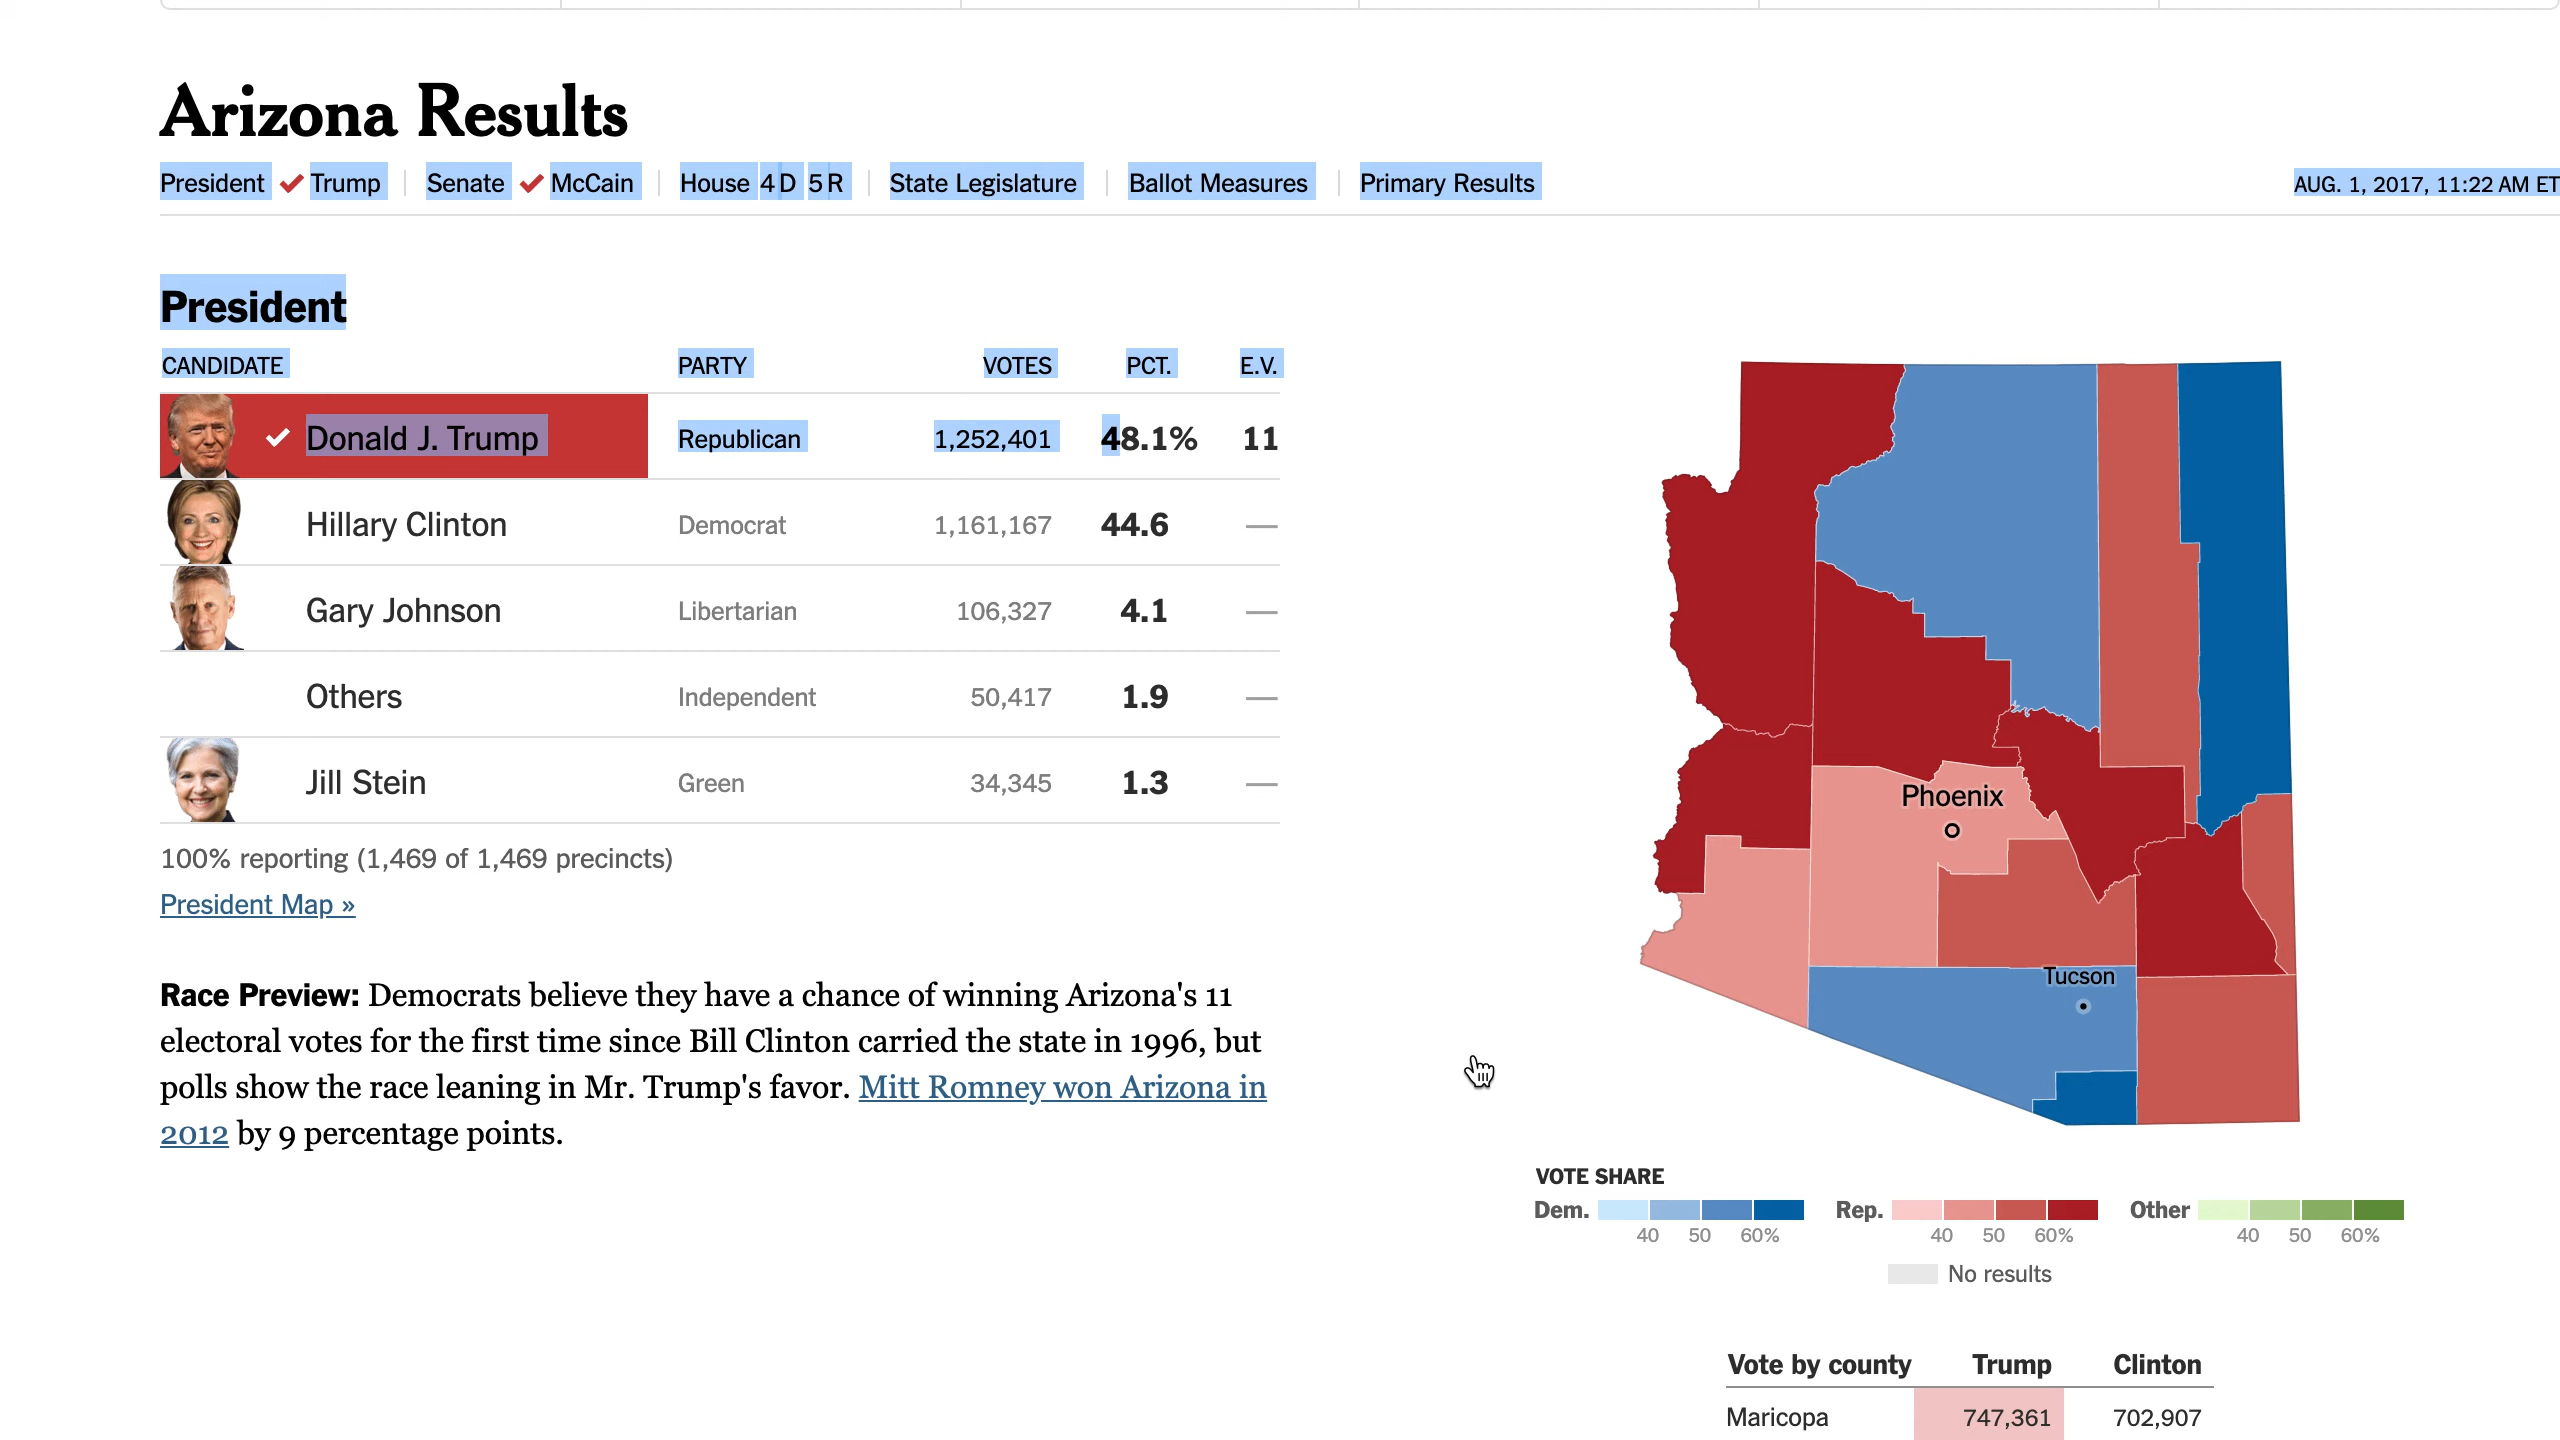 Arizona Results
President Trump Senate McCain House 4 D 5 R State Legislature Ballot Measures Primary Results AUG. 1, 2017, 11:22 AM ET
President
CANDIDATE PARTY VOTES PCT. E.V.
Donald J. Trump Republican 1,252,401 48.1% 11
Hillary Clinton Democrat 1,161,167 44.6 —
Gary Johnson Libertarian 106,327 4.1 —
Others Independent 50,417 1.9 —
Jill Stein Green 34,345 1.3 —
100% reporting (1,469 of 1,469 precincts)
President Map »
Race Preview: Democrats believe they have a chance of winning Arizona's 11
electoral votes for the first time since Bill Clinton carried the state in 1996, but
polls show the race leaning in Mr. Trump's favor. Mitt Romney won Arizona in
2012 by 9 percentage points.
Phoenix
Tucson
VOTE SHARE
Dem. Rep. Other
40 50 60% 40 50 60% 40 50 60%
No results
Vote by county Trump Clinton
Maricopa 747,361 702,907